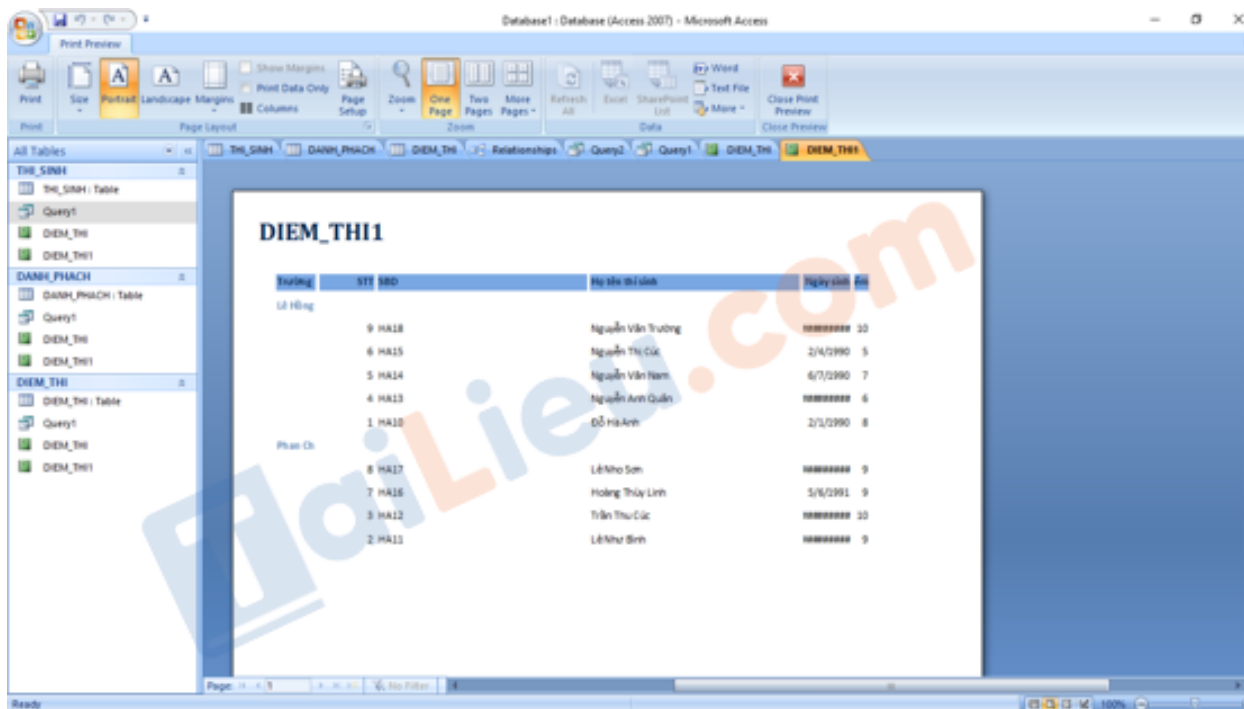 Database1 : Database (Access 2007) - Microsoft Access
Print Preview
Print Size Portrait Landscape Margins
Show Margins
Print Data Only
Columns
Page Setup
Zoom One Page Two Pages More Pages
Refresh All Excel SharePoint List
Word
Text File
More
Close Print Preview
Print Page Layout Zoom Data Close Preview
All Tables
THI_SINH DANH_PHACH DIEM_THI Relationships Query2 Query1 DIEM_THI DIEM_THI1
THI_SINH
THI_SINH : Table
Query1
DIEM_THI
DIEM_THI1
DANH_PHACH
DANH_PHACH : Table
Query1
DIEM_THI
DIEM_THI1
DIEM_THI
DIEM_THI : Table
Query1
DIEM_THI
DIEM_THI1
DIEM_THI1
Trường STT SBD Họ tên thí sinh Ngày sinh
Lê Hồng
9 HA18 Nguyễn Văn Trường ######## 10
6 HA15 Nguyễn Thị Cúc 2/4/1990 5
5 HA14 Nguyễn Văn Nam 6/7/1990 7
4 HA13 Nguyễn Anh Quân ######## 6
1 HA10 Đỗ Hà Anh 2/1/1990 8
Phan Ch
8 HA17 Lê Nho Sơn ######## 9
7 HA16 Hoàng Thùy Linh 5/6/1991 9
3 HA12 Trần Thu Cúc ######## 10
2 HA11 Lê Như Bình ######## 9
TaiLieu.com
Page: 1 No Filter
Ready 100%